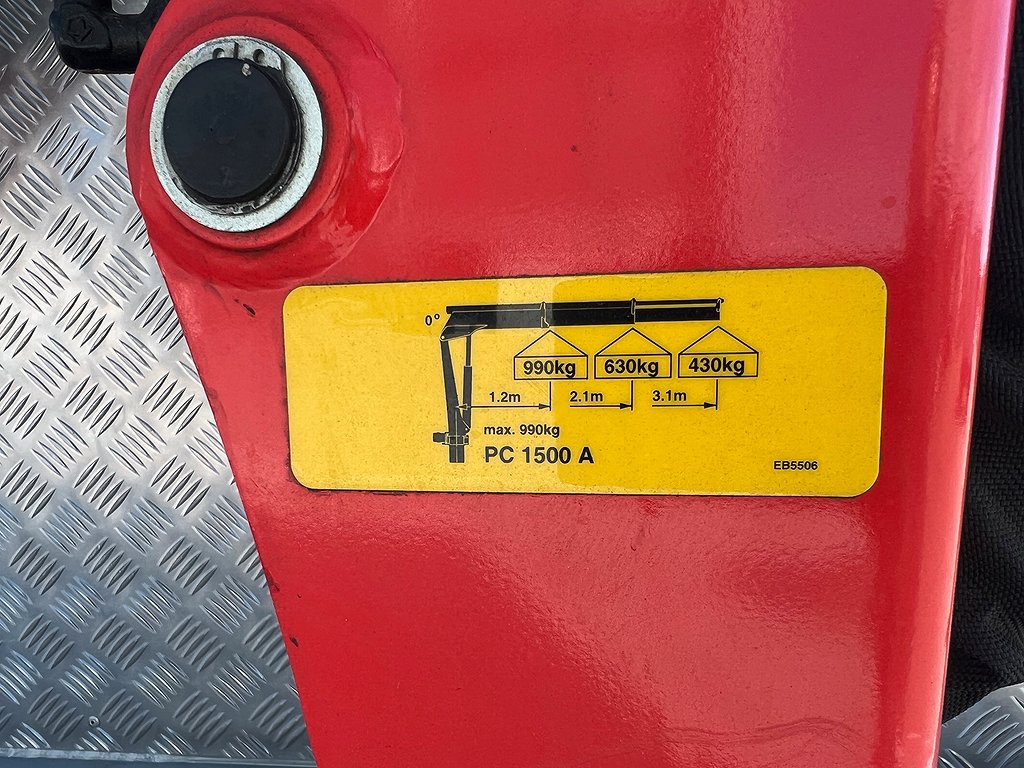 0°
990kg 630kg 430kg
1.2m 2.1m 3.1m
max. 990kg
PC 1500 A
EB5506